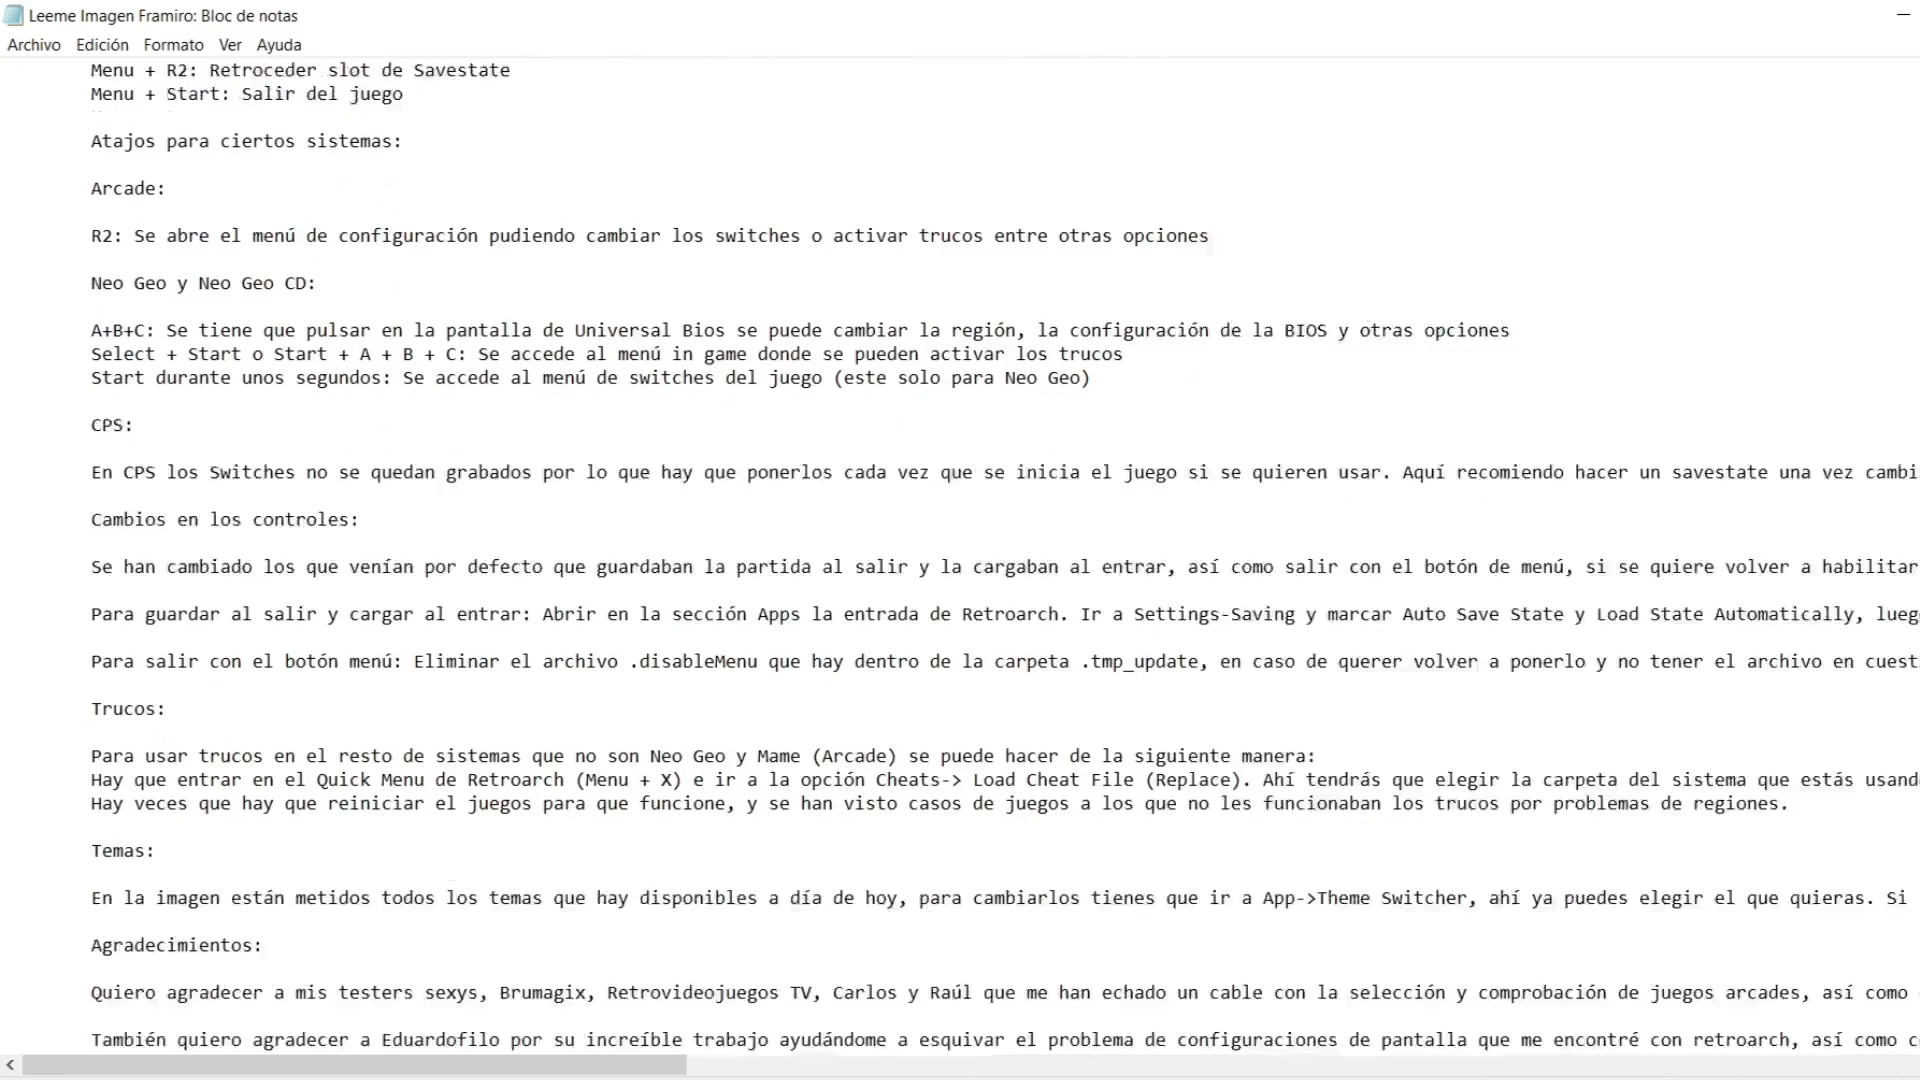 Leeme Imagen Framiro: Bloc de notas
Archivo Edición Formato Ver Ayuda
Menu + R2: Retroceder slot de Savestate
Menu + Start: Salir del juego
Atajos para ciertos sistemas:
Arcade:
R2: Se abre el menú de configuración pudiendo cambiar los switches o activar trucos entre otras opciones
Neo Geo y Neo Geo CD:
A+B+C: Se tiene que pulsar en la pantalla de Universal Bios se puede cambiar la región, la configuración de la BIOS y otras opciones
Select + Start o Start + A + B + C: Se accede al menú in game donde se pueden activar los trucos
Start durante unos segundos: Se accede al menú de switches del juego (este solo para Neo Geo)
CPS:
En CPS los Switches no se quedan grabados por lo que hay que ponerlos cada vez que se inicia el juego si se quieren usar. Aquí recomiendo hacer un savestate una vez cambi
Cambios en los controles:
Se han cambiado los que venían por defecto que guardaban la partida al salir y la cargaban al entrar, así como salir con el botón de menú, si se quiere volver a habilitar
Para guardar al salir y cargar al entrar: Abrir en la sección Apps la entrada de Retroarch. Ir a Settings-Saving y marcar Auto Save State y Load State Automatically, lueg
Para salir con el botón menú: Eliminar el archivo .disableMenu que hay dentro de la carpeta .tmp_update, en caso de querer volver a ponerlo y no tener el archivo en cuest
Trucos:
Para usar trucos en el resto de sistemas que no son Neo Geo y Mame (Arcade) se puede hacer de la siguiente manera:
Hay que entrar en el Quick Menu de Retroarch (Menu + X) e ir a la opción Cheats-> Load Cheat File (Replace). Ahí tendrás que elegir la carpeta del sistema que estás usand
Hay veces que hay que reiniciar el juegos para que funcione, y se han visto casos de juegos a los que no les funcionaban los trucos por problemas de regiones.
Temas:
En la imagen están metidos todos los temas que hay disponibles a día de hoy, para cambiarlos tienes que ir a App->Theme Switcher, ahí ya puedes elegir el que quieras. Si
Agradecimientos:
Quiero agradecer a mis testers sexys, Brumagix, Retrovideojuegos TV, Carlos y Raúl que me han echado un cable con la selección y comprobación de juegos arcades, así como
También quiero agradecer a Eduardofilo por su increíble trabajo ayudándome a esquivar el problema de configuraciones de pantalla que me encontré con retroarch, así como c